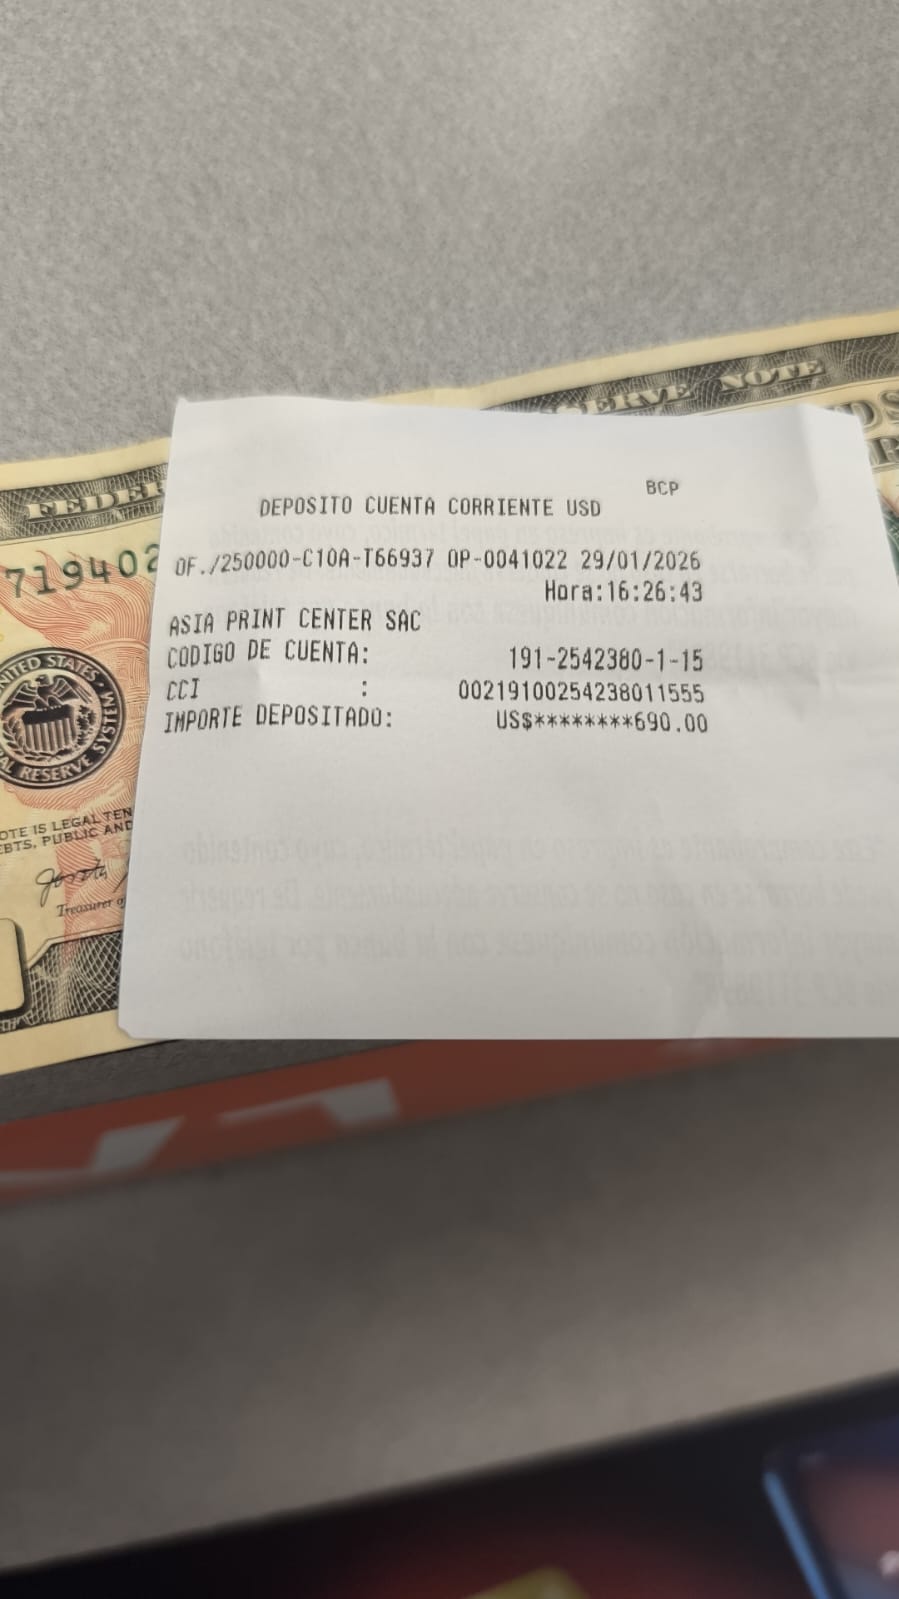 FEDER
SERVE NOTE
719402
UNITED STATES
RESERVE SYSTEM
OTE IS LEGAL TEN
EBTS, PUBLIC AND
Treasurer o
BCP
DEPOSITO CUENTA CORRIENTE USD
OF./250000-C10A-T66937 OP-0041022 29/01/2026
Hora:16:26:43
ASIA PRINT CENTER SAC
CODIGO DE CUENTA: 191-2542380-1-15
CCI : 00219100254238011555
IMPORTE DEPOSITADO: US$********690.00